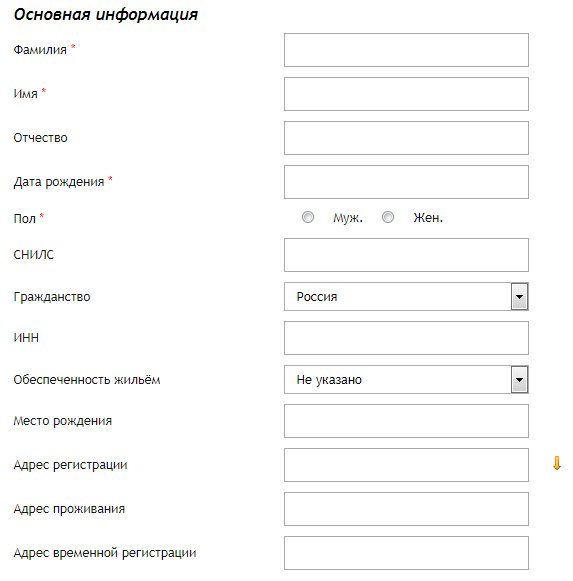 Основная информация
Фамилия *
Имя *
Отчество
Дата рождения *
Пол * Муж. Жен.
СНИЛС
Гражданство Россия
ИНН
Обеспеченность жильём Не указано
Место рождения
Адрес регистрации
Адрес проживания
Адрес временной регистрации